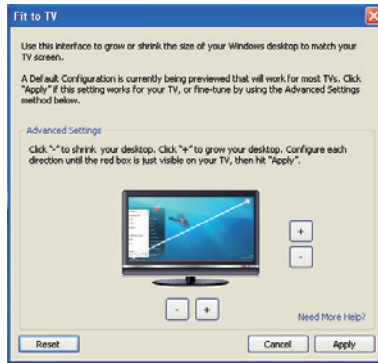 Fit to TV
Use this interface to grow or shrink the size of your Windows desktop to match your
TV screen.
A Default Configuration is currently being previewed that will work for most TVs. Click
"Apply" if this setting works for your TV, or fine-tune by using the Advanced Settings
method below.
Advanced Settings
Click "-" to shrink your desktop. Click "+" to grow your desktop. Configure each
direction until the red box is just visible on your TV, then hit "Apply".
+
-
- +
Need More Help?
Reset Cancel Apply